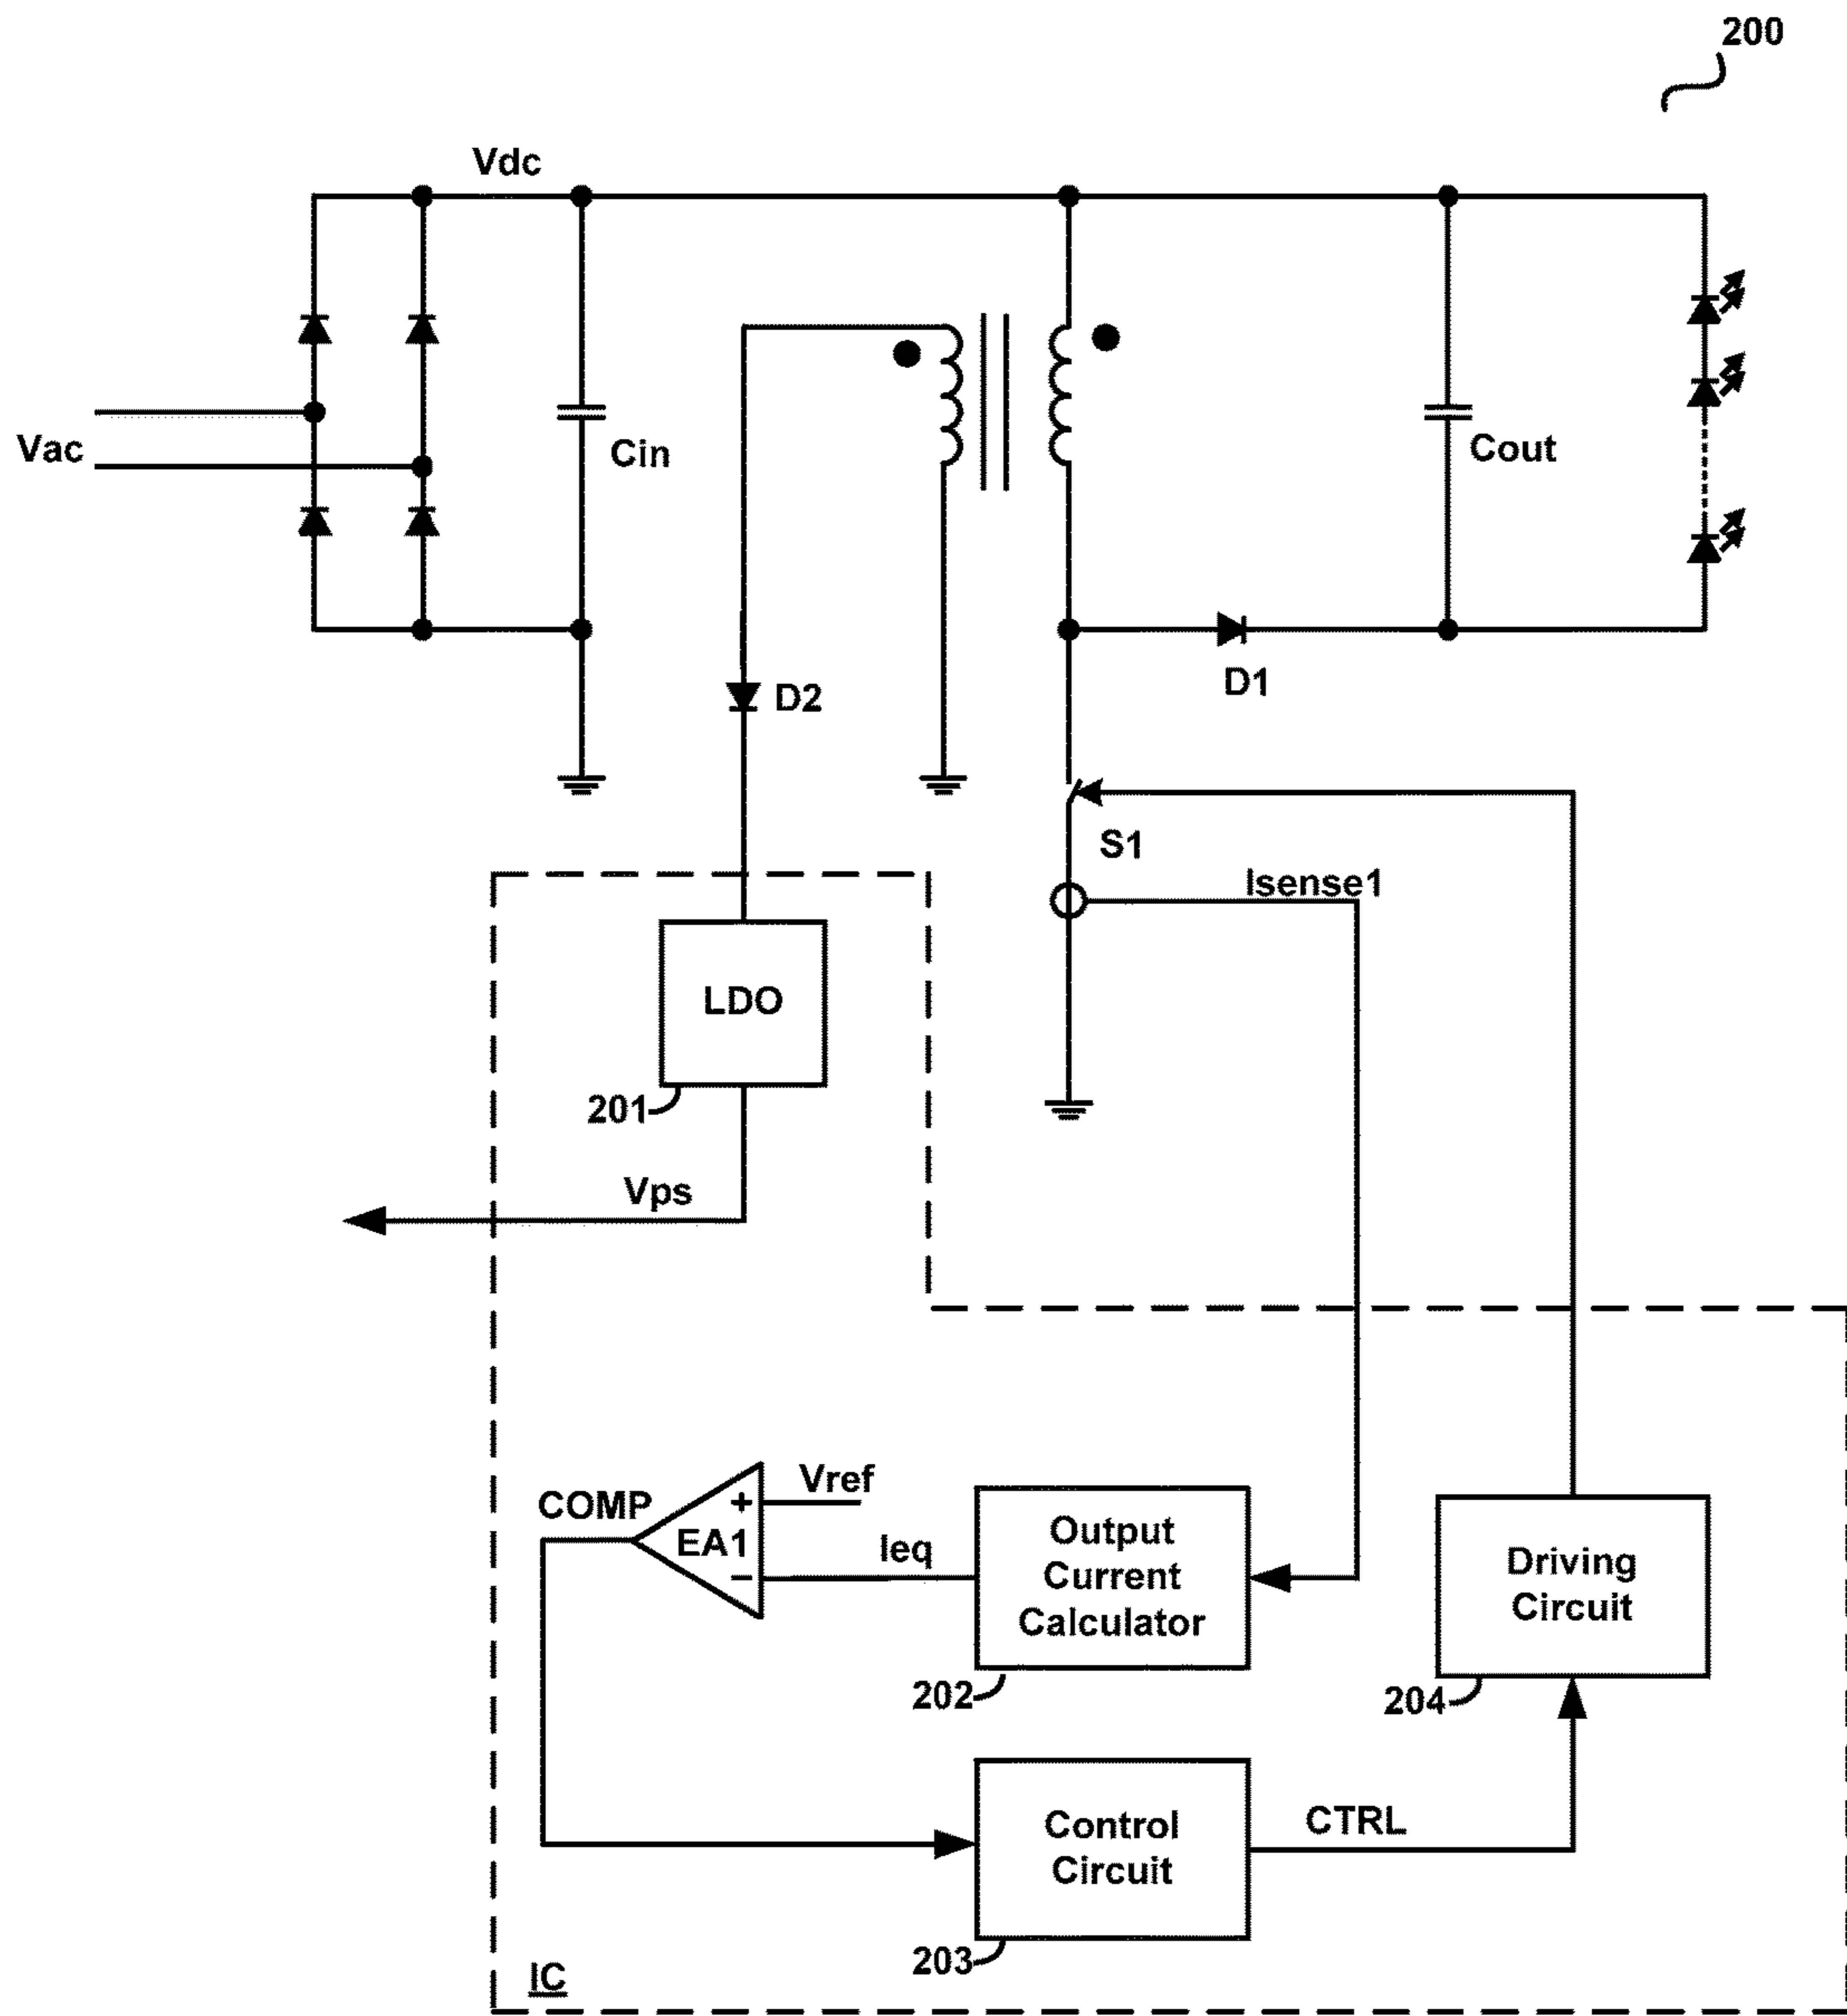 200
Vdc
Vac
Cin
Cout
D2
D1
S1
Isense1
LDO
201
Vps
COMP
+
EA1
−
Vref
Ieq
Output
Current
Calculator
202
Driving
Circuit
204
Control
Circuit
203
CTRL
IC